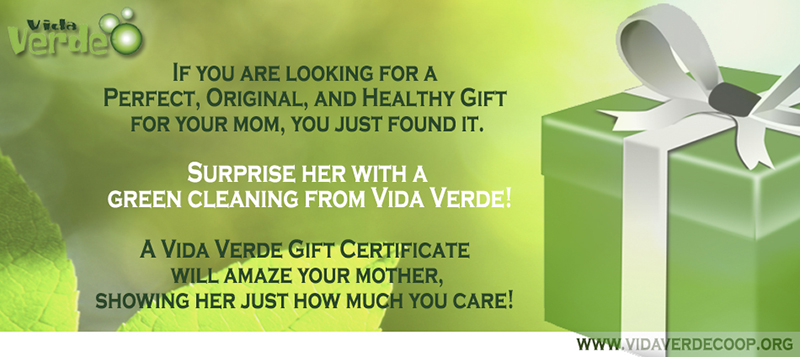 Vida
Verde
If you are looking for a
Perfect, Original, and Healthy Gift
for your mom, you just found it.
Surprise her with a
green cleaning from Vida Verde!
A Vida Verde Gift Certificate
will amaze your mother,
showing her just how much you care!
www.vidaverdecoop.org